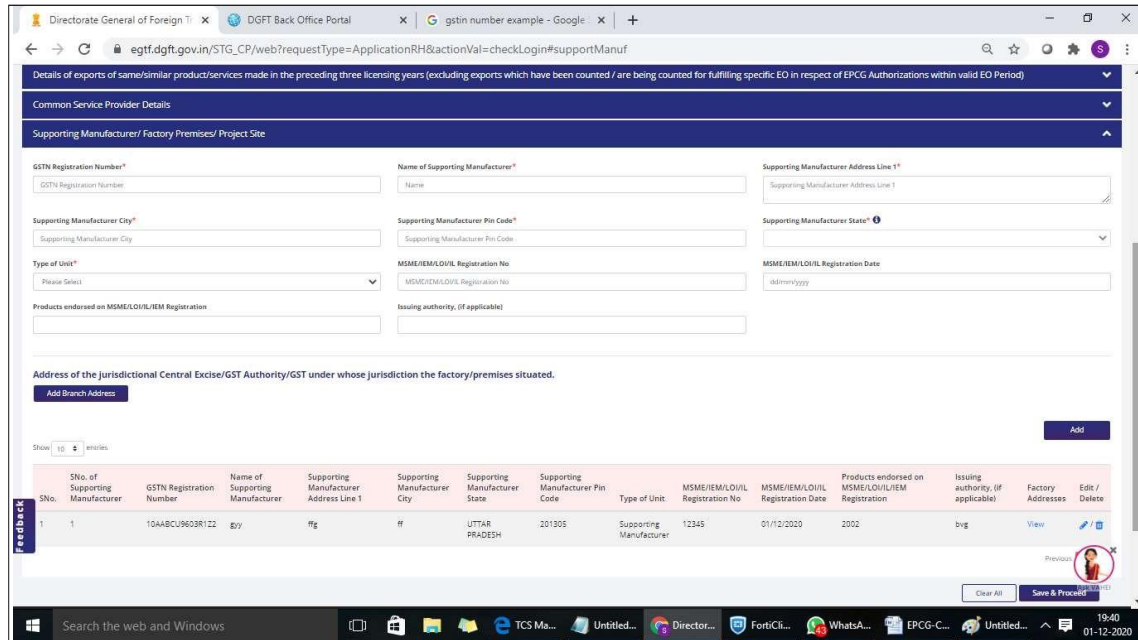 Directorate General of Foreign Tr
DGFT Back Office Portal
gstin number example - Google
egtf.dgft.gov.in/STG_CP/web?requestType=ApplicationRH&actionVal=checkLogin#supportManuf
S
Details of exports of same/similar product/services made in the preceding three licensing years (excluding exports which have been counted / are being counted for fulfilling specific EO in respect of EPCG Authorizations within valid EO Period)
Common Service Provider Details
Supporting Manufacturer/ Factory Premises/ Project Site
GSTN Registration Number* Name of Supporting Manufacturer* Supporting Manufacturer Address Line 1*
GSTN Registration Number Name Supporting Manufacturer Address Line 1
Supporting Manufacturer City* Supporting Manufacturer Pin Code* Supporting Manufacturer State*
Supporting Manufacturer City Supporting Manufacturer Pin Code
Type of Unit* MSME/IEM/LOI/IL Registration No MSME/IEM/LOI/IL Registration Date
Please Select MSME/IEM/LOI/IL Registration No dd/mm/yyyy
Products endorsed on MSME/LOI/IL/IEM Registration Issuing authority, (if applicable)
Address of the jurisdictional Central Excise/GST Authority/GST under whose jurisdiction the factory/premises situated.
Add Branch Address
Add
Show 10 entries
SNo. SNo. of Supporting Manufacturer GSTN Registration Number Name of Supporting Manufacturer Supporting Manufacturer Address Line 1 Supporting Manufacturer City Supporting Manufacturer State Supporting Manufacturer Pin Code Type of Unit MSME/IEM/LOI/IL Registration No MSME/IEM/LOI/IL Registration Date Products endorsed on MSME/LOI/IL/IEM Registration Issuing authority, (if applicable) Factory Addresses Edit / Delete
1 1 10AABCU9603R1Z2 gyy ffg ff UTTAR PRADESH 201305 Supporting Manufacturer 12345 01/12/2020 2002 bvg View /
Feedback
Previous
Clear All Save & Proceed
Search the web and Windows
TCS Ma... Untitled... Director... FortiCli... 43 WhatsA... EPCG-C... Untitled...
19:40
01-12-2020